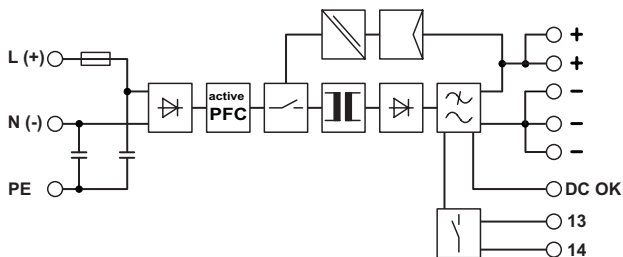 L (+)
N (-)
PE
active
PFC
+
+
−
−
−
DC OK
13
14